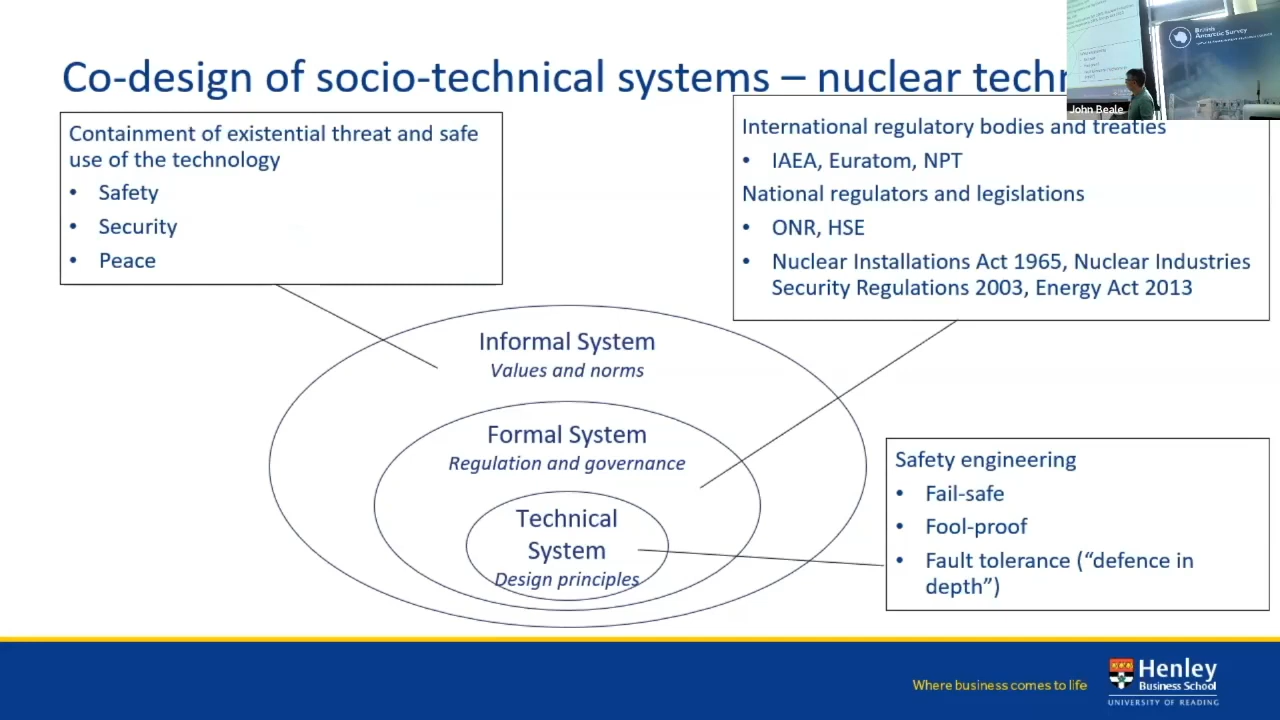 Co-design of socio-technical systems – nuclear techn
John Beale
British
Antarctic Survey
Containment of existential threat and safe
use of the technology
• Safety
• Security
• Peace
International regulatory bodies and treaties
• IAEA, Euratom, NPT
National regulators and legislations
• ONR, HSE
• Nuclear Installations Act 1965, Nuclear Industries
Security Regulations 2003, Energy Act 2013
Informal System
Values and norms
Formal System
Regulation and governance
Technical
System
Design principles
Safety engineering
• Fail-safe
• Fool-proof
• Fault tolerance (“defence in
depth”)
Where business comes to life
Henley
Business School
UNIVERSITY OF READING